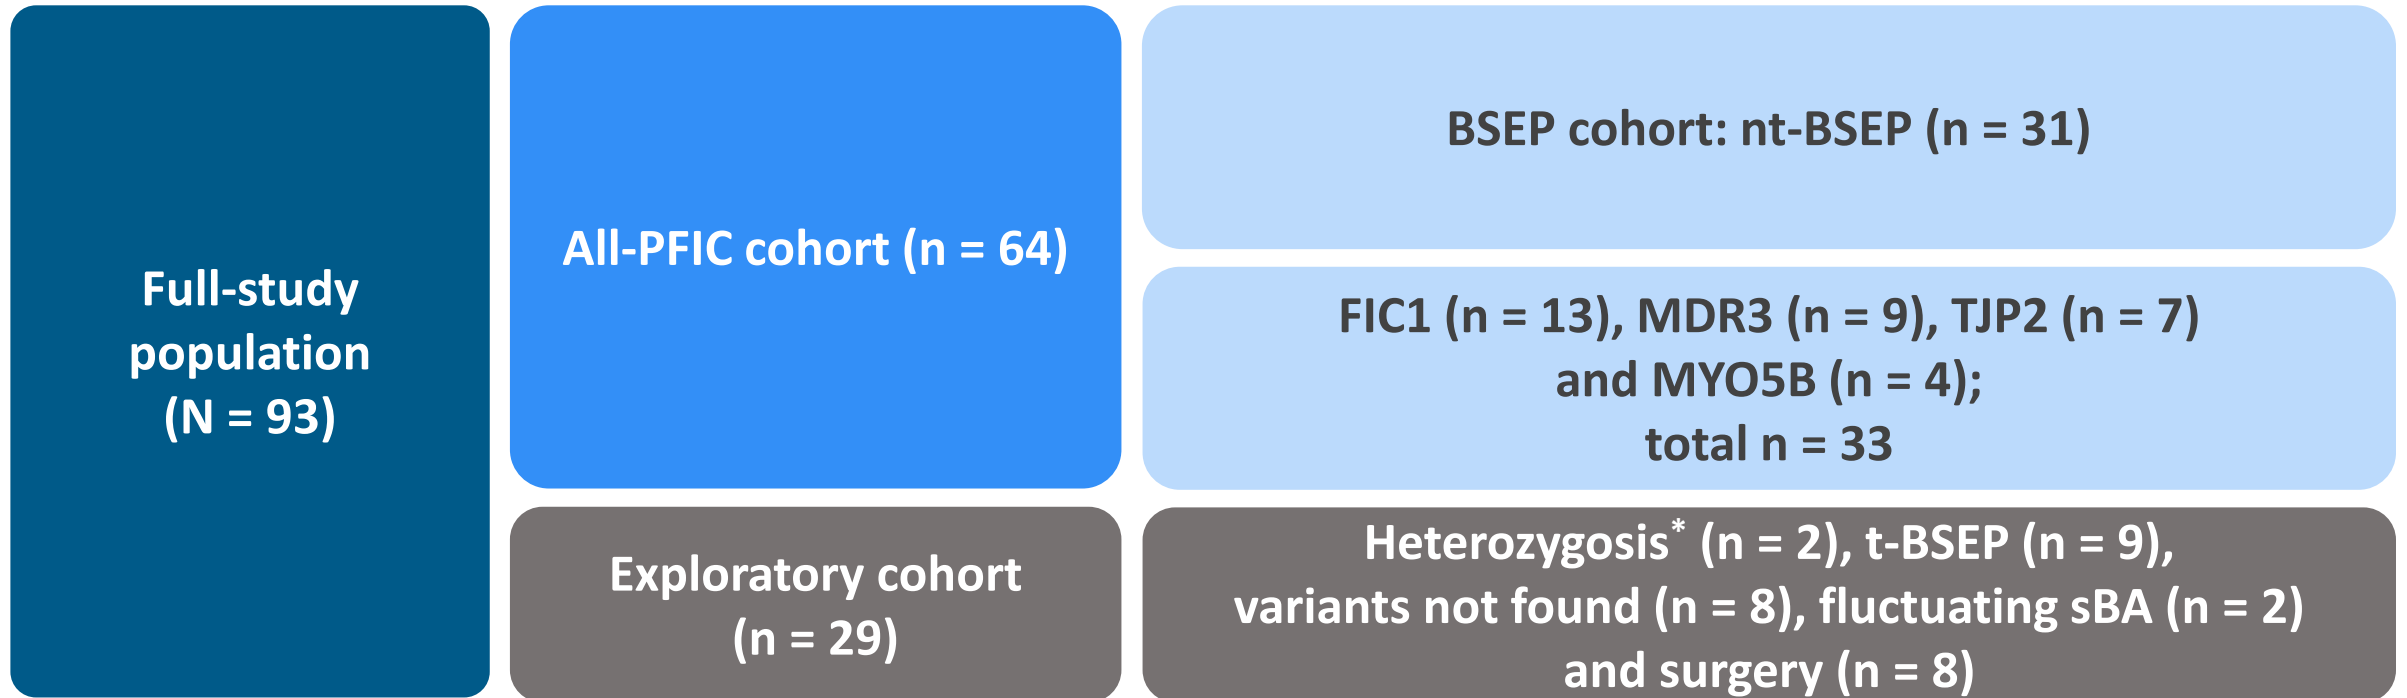 Full-study
population
(N = 93)
All-PFIC cohort (n = 64)
BSEP cohort: nt-BSEP (n = 31)
FIC1 (n = 13), MDR3 (n = 9), TJP2 (n = 7)
and MYO5B (n = 4);
total n = 33
Exploratory cohort
(n = 29)
Heterozygosis* (n = 2), t-BSEP (n = 9),
variants not found (n = 8), fluctuating sBA (n = 2)
and surgery (n = 8)